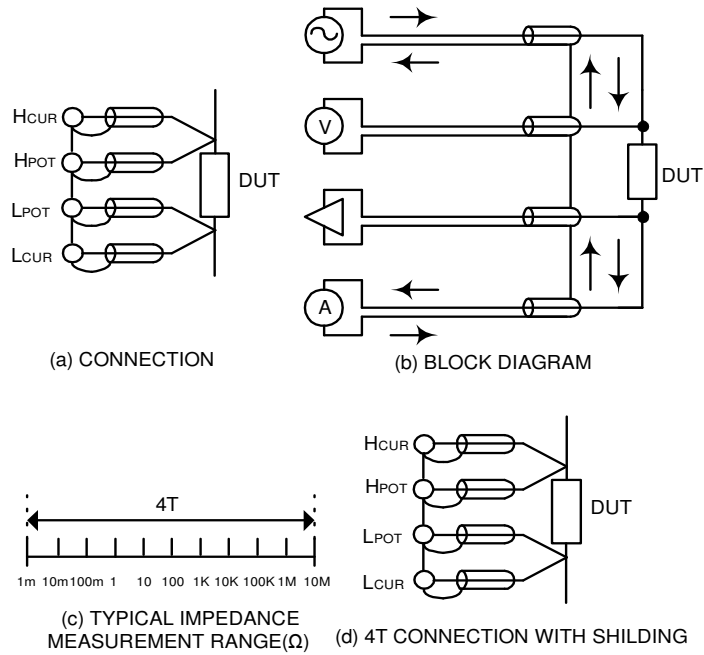 HCUR
HPOT
LPOT
LCUR
DUT
(a) CONNECTION
V
A
DUT
(b) BLOCK DIAGRAM
4T
1m 10m 100m 1 10 100 1K 10K 100K 1M 10M
(c) TYPICAL IMPEDANCE
MEASUREMENT RANGE(Ω)
HCUR
HPOT
LPOT
LCUR
DUT
(d) 4T CONNECTION WITH SHILDING